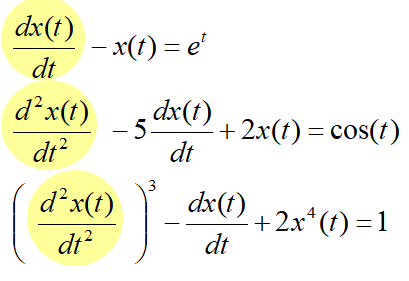 dx(t)/dt − x(t) = e^t
d²x(t)/dt² − 5 dx(t)/dt + 2x(t) = cos(t)
(d²x(t)/dt²)³ − dx(t)/dt + 2x⁴(t) = 1